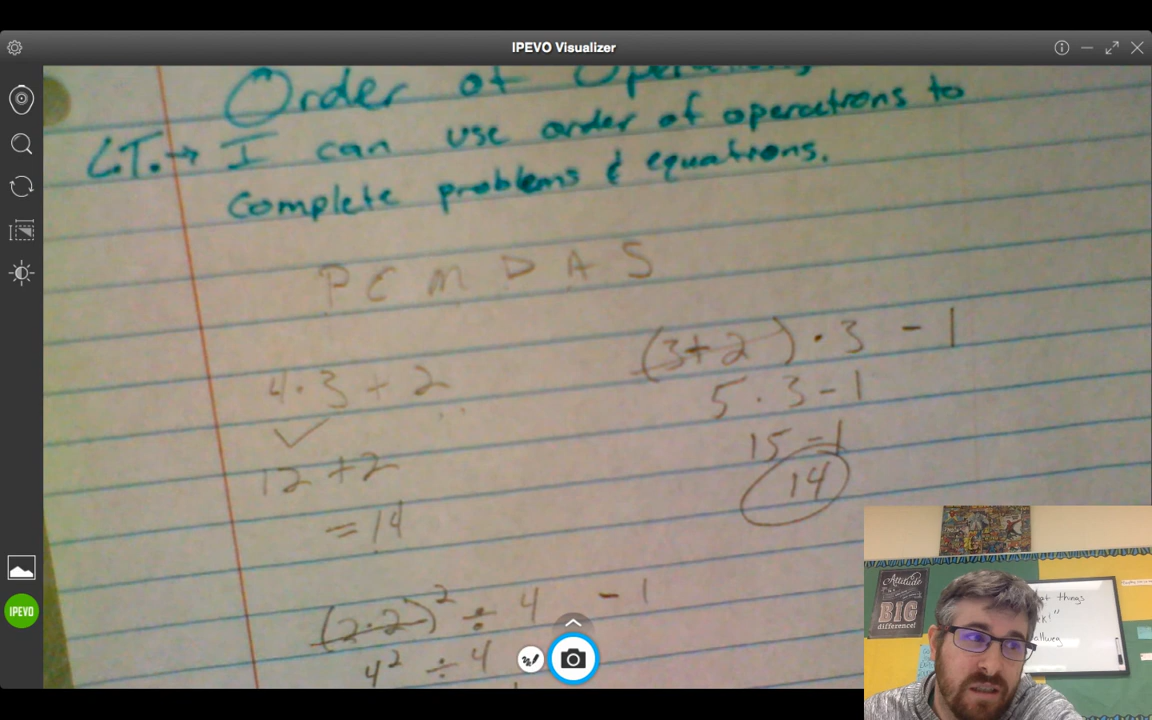 IPEVO Visualizer
Order of Operations
L.T.→ I can use order of operations to
Complete problems & equations.
P E M D A S
4 · 3 + 2
12 + 2
= 14
(3+2) · 3 - 1
5 · 3 - 1
15 - 1
14
(2·2)² ÷ 4 - 1
4² ÷ 4
IPEVO
Attitude
BIG
difference!
things